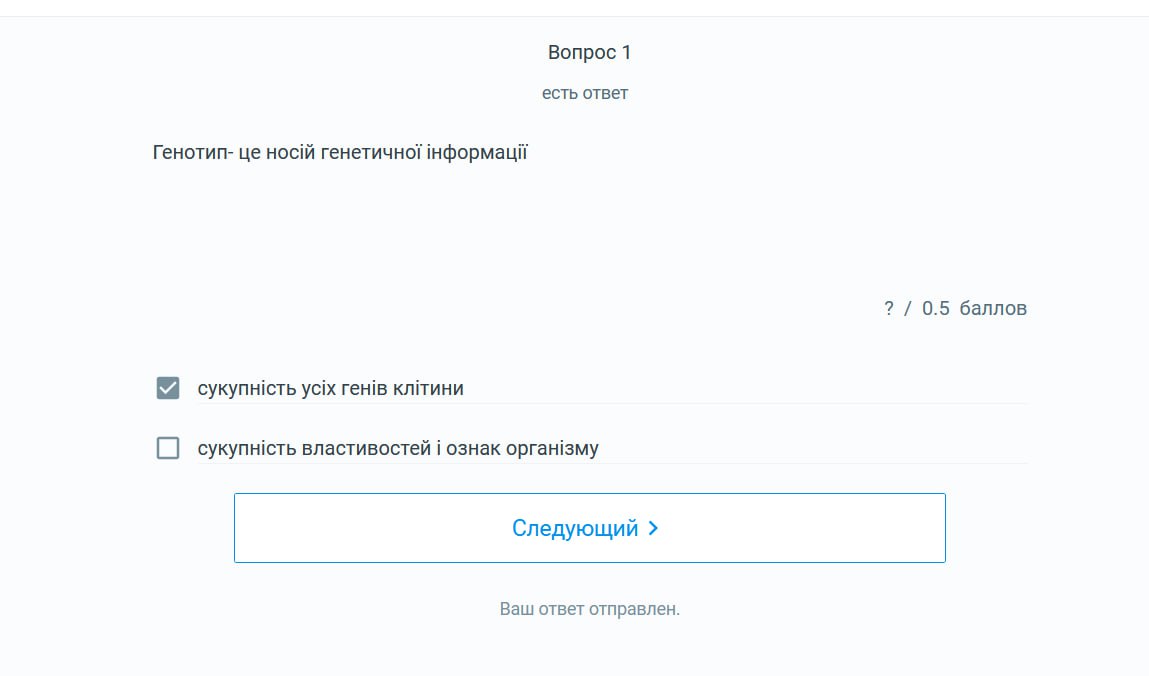 Вопрос 1
есть ответ
Генотип- це носій генетичної інформації
? / 0.5 баллов
сукупність усіх генів клітини
сукупність властивостей і ознак організму
Следующий
Ваш ответ отправлен.